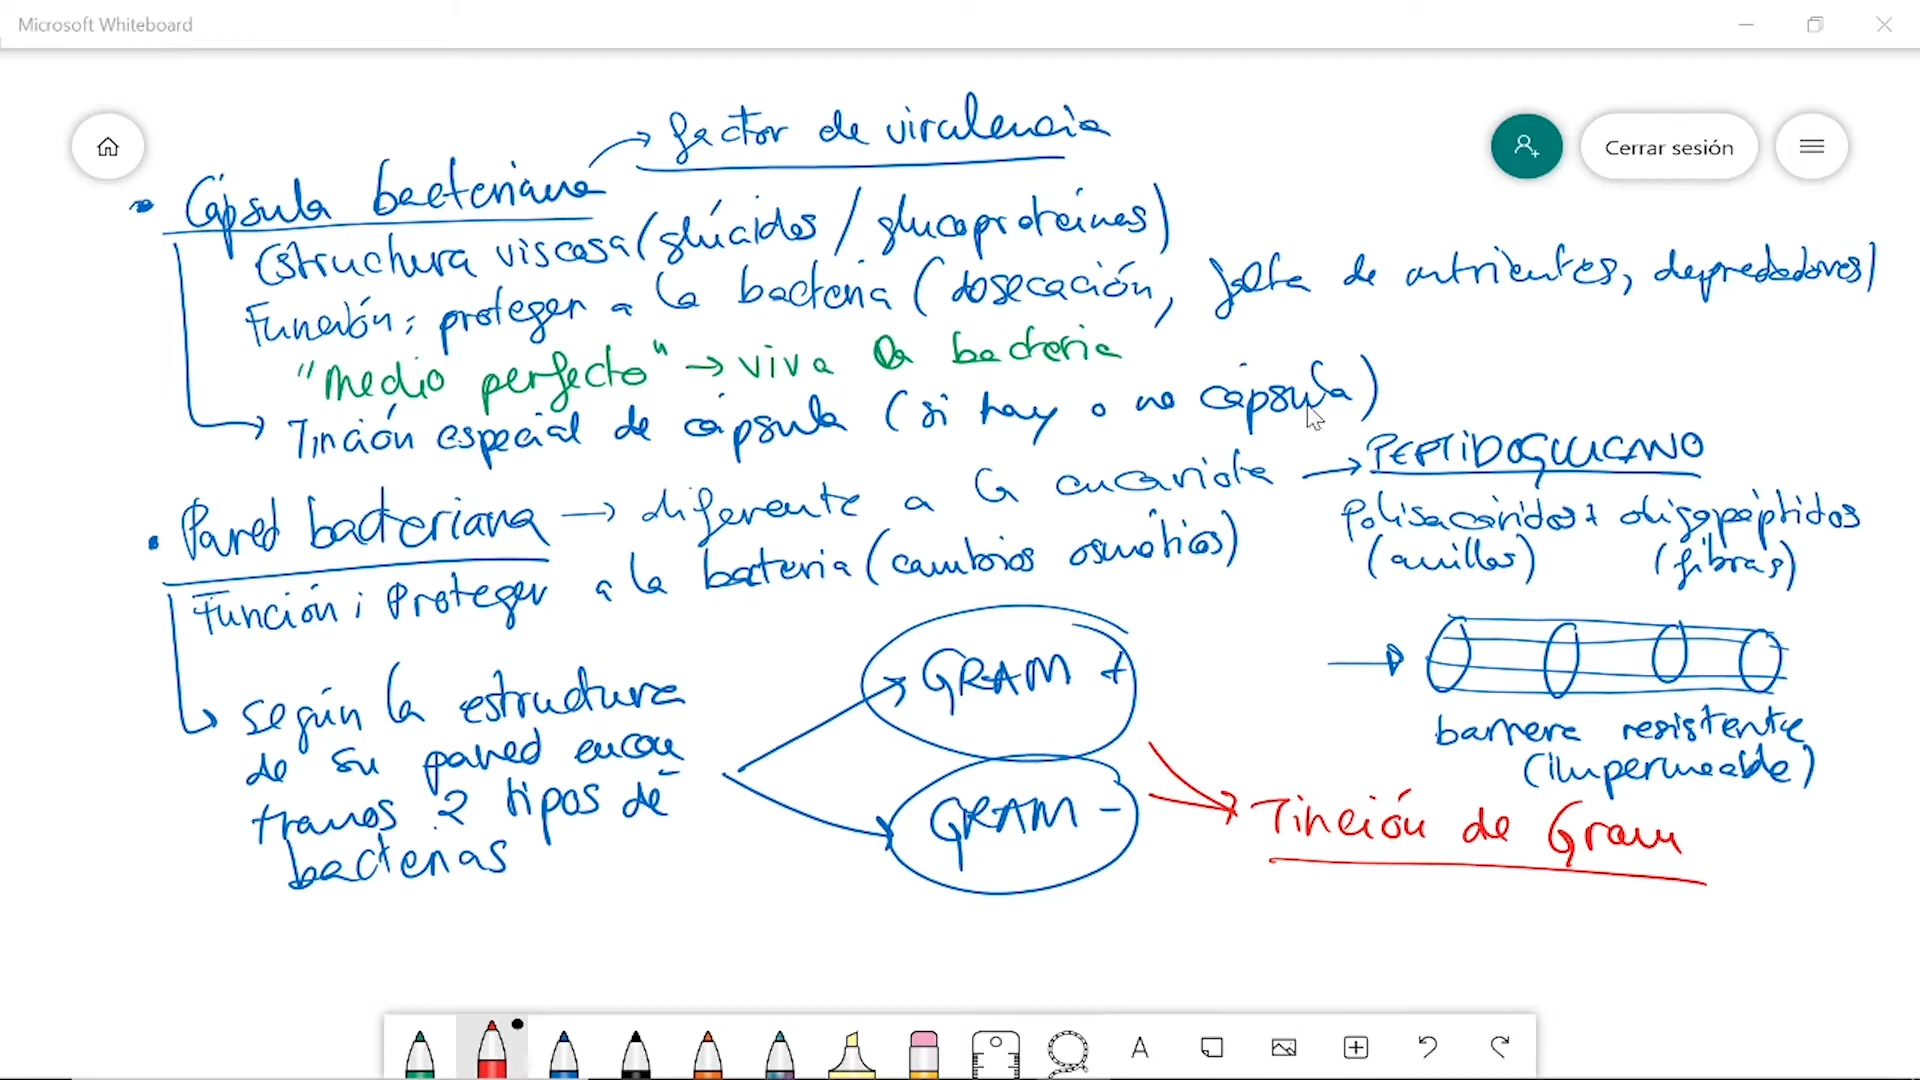 Microsoft Whiteboard
Cerrar sesión
• Cápsula bacteriana → factor de virulencia
Estructura viscosa (glúcidos / glucoproteínas)
Función: proteger a la bacteria (desecación, falta de nutrientes, depredadores)
"Medio perfecto" → viva la bacteria
→ Tinción especial de cápsula (si hay o no cápsula)
• Pared bacteriana → diferente a la eucariota → PEPTIDOGLUCANO
Polisacáridos + oligopéptidos
(anillos) (fibras)
Función: Proteger a la bacteria (cambios osmóticos)
barrera resistente
(impermeable)
según la estructura
de su pared encon
tramos 2 tipos de
bacterias
GRAM +
GRAM -
Tinción de Gram
A